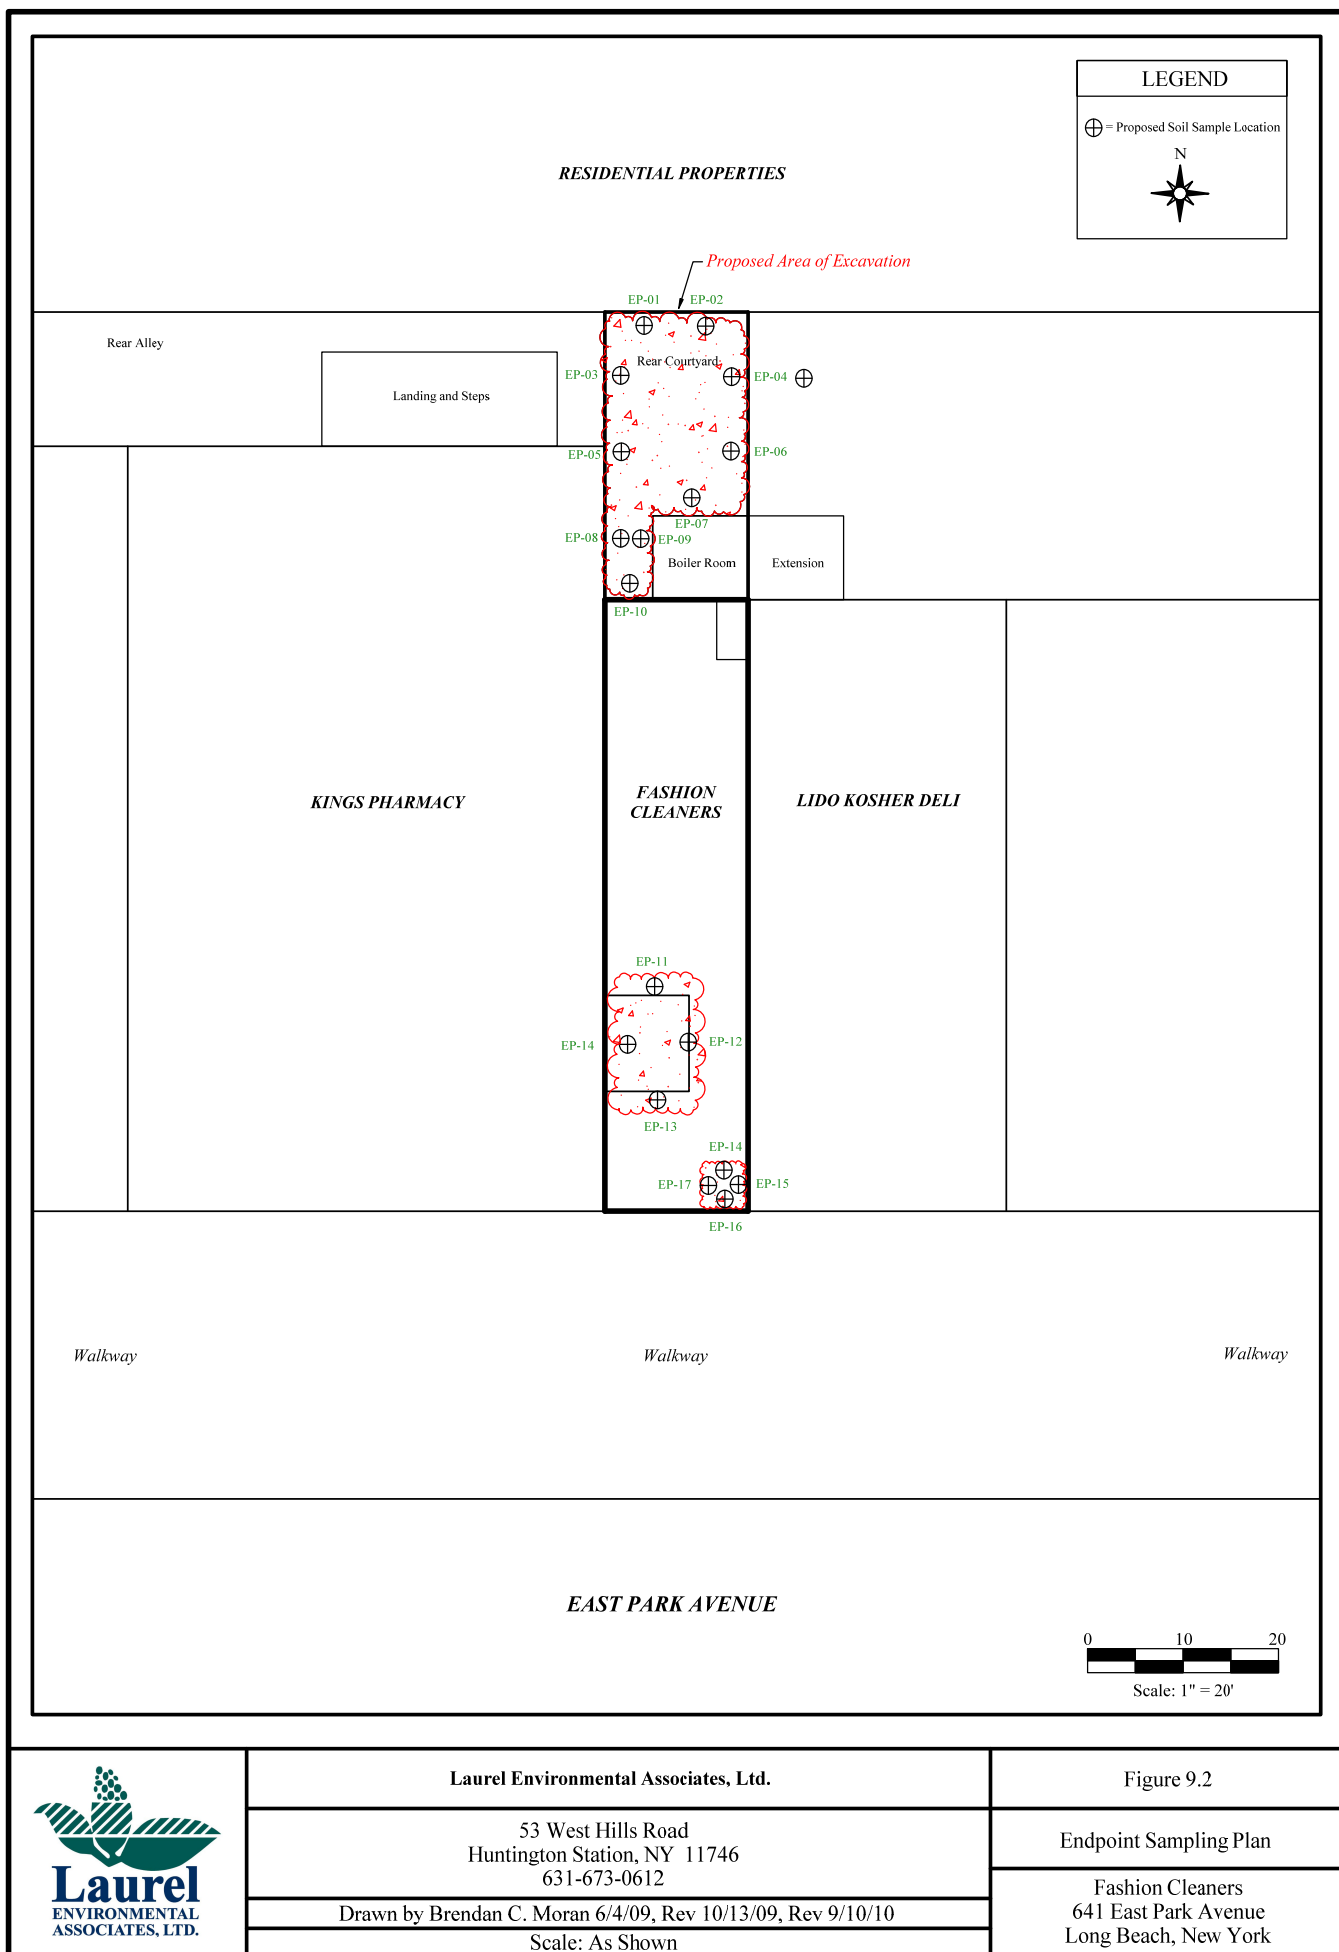 LEGEND
= Proposed Soil Sample Location
N
RESIDENTIAL PROPERTIES
Proposed Area of Excavation
EP-01
EP-02
Rear Alley
Landing and Steps
Rear Courtyard
EP-03
EP-04
EP-05
EP-06
EP-07
EP-08
EP-09
Boiler Room
Extension
EP-10
KINGS PHARMACY
FASHION
CLEANERS
LIDO KOSHER DELI
EP-11
EP-14
EP-12
EP-13
EP-14
EP-17
EP-15
EP-16
Walkway
Walkway
Walkway
EAST PARK AVENUE
0 10 20
Scale: 1" = 20'
Laurel
ENVIRONMENTAL
ASSOCIATES, LTD.
Laurel Environmental Associates, Ltd.
53 West Hills Road
Huntington Station, NY 11746
631-673-0612
Drawn by Brendan C. Moran 6/4/09, Rev 10/13/09, Rev 9/10/10
Scale: As Shown
Figure 9.2
Endpoint Sampling Plan
Fashion Cleaners
641 East Park Avenue
Long Beach, New York